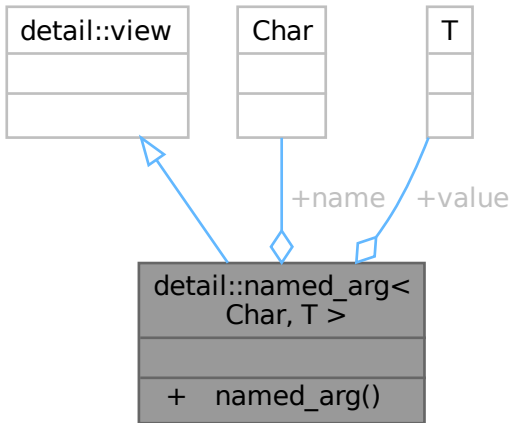 detail::view
Char
T
+name
+value
detail::named_arg<
Char, T >
+ named_arg()